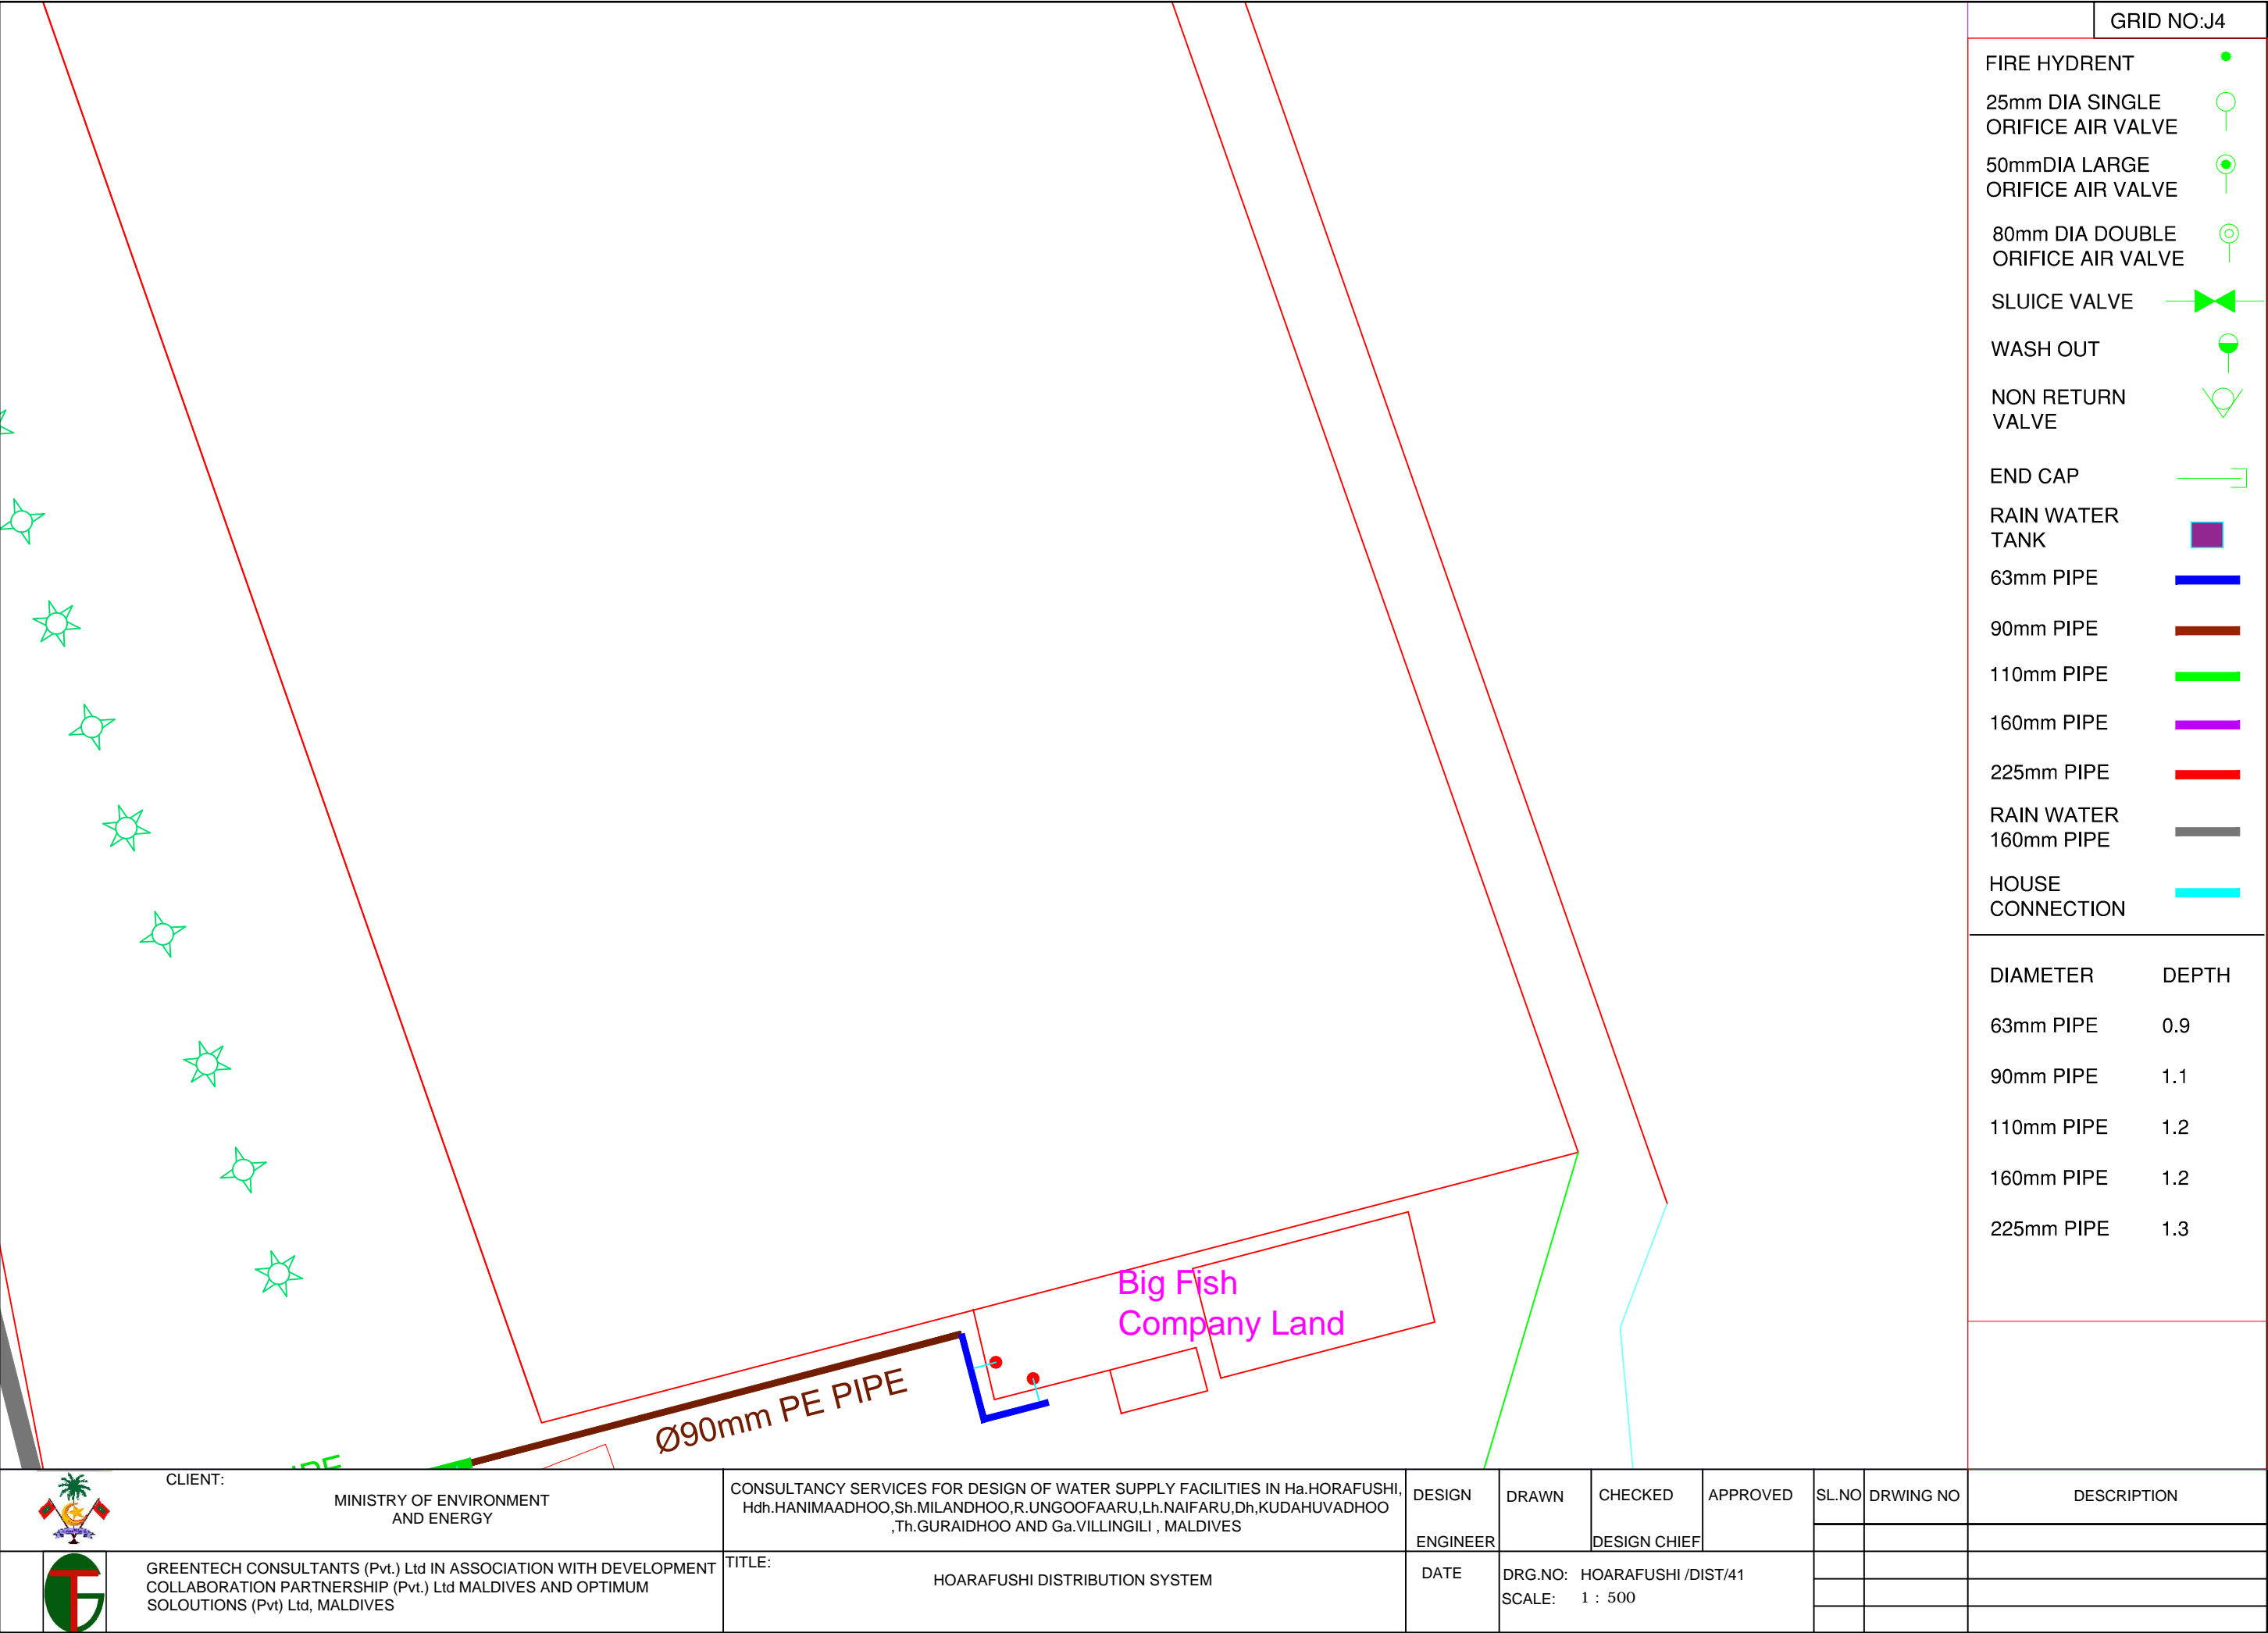 GRID NO:J4
FIRE HYDRENT
25mm DIA SINGLE
ORIFICE AIR VALVE
50mmDIA LARGE
ORIFICE AIR VALVE
80mm DIA DOUBLE
ORIFICE AIR VALVE
SLUICE VALVE
WASH OUT
NON RETURN
VALVE
END CAP
RAIN WATER
TANK
63mm PIPE
90mm PIPE
110mm PIPE
160mm PIPE
225mm PIPE
RAIN WATER
160mm PIPE
HOUSE
CONNECTION
DIAMETER DEPTH
63mm PIPE 0.9
90mm PIPE 1.1
110mm PIPE 1.2
160mm PIPE 1.2
225mm PIPE 1.3
Big Fish
Company Land
Ø90mm PE PIPE
CLIENT:
MINISTRY OF ENVIRONMENT
AND ENERGY
CONSULTANCY SERVICES FOR DESIGN OF WATER SUPPLY FACILITIES IN Ha.HORAFUSHI,
Hdh.HANIMAADHOO,Sh.MILANDHOO,R.UNGOOFAARU,Lh.NAIFARU,Dh,KUDAHUVADHOO
,Th.GURAIDHOO AND Ga.VILLINGILI , MALDIVES
DESIGN
ENGINEER
DRAWN
CHECKED
DESIGN CHIEF
APPROVED
SL.NO
DRWING NO
DESCRIPTION
GREENTECH CONSULTANTS (Pvt.) Ltd IN ASSOCIATION WITH DEVELOPMENT
COLLABORATION PARTNERSHIP (Pvt.) Ltd MALDIVES AND OPTIMUM
SOLOUTIONS (Pvt) Ltd, MALDIVES
TITLE:
HOARAFUSHI DISTRIBUTION SYSTEM
DATE
DRG.NO: HOARAFUSHI /DIST/41
SCALE: 1 : 500